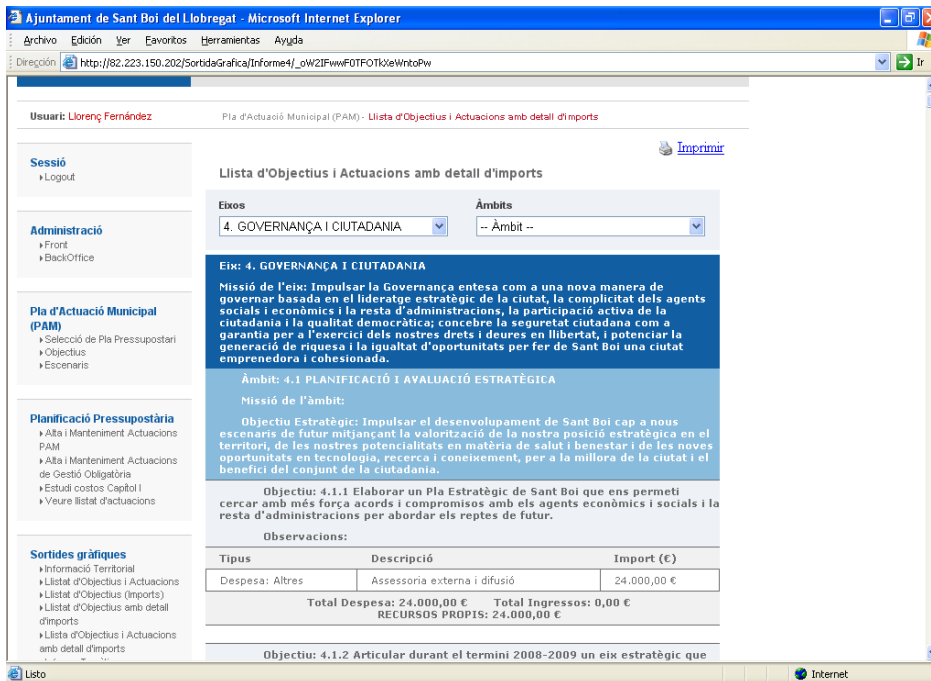 Ajuntament de Sant Boi del Llobregat - Microsoft Internet Explorer
Archivo Edición Ver Favoritos Herramientas Ayuda
Dirección http://82.223.150.202/SortidaGrafica/Informe4/_oW2IFwwF0TFOTkXeWntoPw Ir
Usuari: Llorenç Fernández
Pla d'Actuació Municipal (PAM) - Llista d'Objectius i Actuacions amb detall d'imports
Imprimir
Sessió
Logout
Administració
Front
BackOffice
Pla d'Actuació Municipal
(PAM)
Selecció de Pla Pressupostari
Objectius
Escenaris
Planificació Pressupostària
Alta i Manteniment Actuacions
PAM
Alta i Manteniment Actuacions
de Gestió Obligatòria
Estudi costos Capítol I
Veure llistat d'actuacions
Sortides gràfiques
Informació Territorial
Llistat d'Objectius i Actuacions
Llistat d'Objectius (Imports)
Llistat d'Objectius amb detall
d'imports
Llista d'Objectius i Actuacions
amb detall d'imports
Llista d'Objectius i Actuacions amb detall d'imports
Eixos Àmbits
4. GOVERNANÇA I CIUTADANIA -- Àmbit --
Eix: 4. GOVERNANÇA I CIUTADANIA
Missió de l'eix: Impulsar la Governança entesa com a una nova manera de
governar basada en el lideratge estratègic de la ciutat, la complicitat dels agents
socials i econòmics i la resta d'administracions, la participació activa de la
ciutadania i la qualitat democràtica; concebre la seguretat ciutadana com a
garantia per a l'exercici dels nostres drets i deures en llibertat, i potenciar la
generació de riquesa i la igualtat d'oportunitats per fer de Sant Boi una ciutat
emprenedora i cohesionada.
Àmbit: 4.1 PLANIFICACIÓ I AVALUACIÓ ESTRATÈGICA
Missió de l'àmbit:
Objectiu Estratègic: Impulsar el desenvolupament de Sant Boi cap a nous
escenaris de futur mitjançant la valorització de la nostra posició estratègica en el
territori, de les nostres potencialitats en matèria de salut i benestar i de les noves
oportunitats en tecnologia, recerca i coneixement, per a la millora de la ciutat i el
benefici del conjunt de la ciutadania.
Objectiu: 4.1.1 Elaborar un Pla Estratègic de Sant Boi que ens permeti
cercar amb més força acords i compromisos amb els agents econòmics i socials i la
resta d'administracions per abordar els reptes de futur.
Observacions:
Tipus Descripció Import (€)
Despesa: Altres Assessoria externa i difusió 24.000,00 €
Total Despesa: 24.000,00 € Total Ingressos: 0,00 €
RECURSOS PROPIS: 24.000,00 €
Objectiu: 4.1.2 Articular durant el termini 2008-2009 un eix estratègic que
Listo Internet